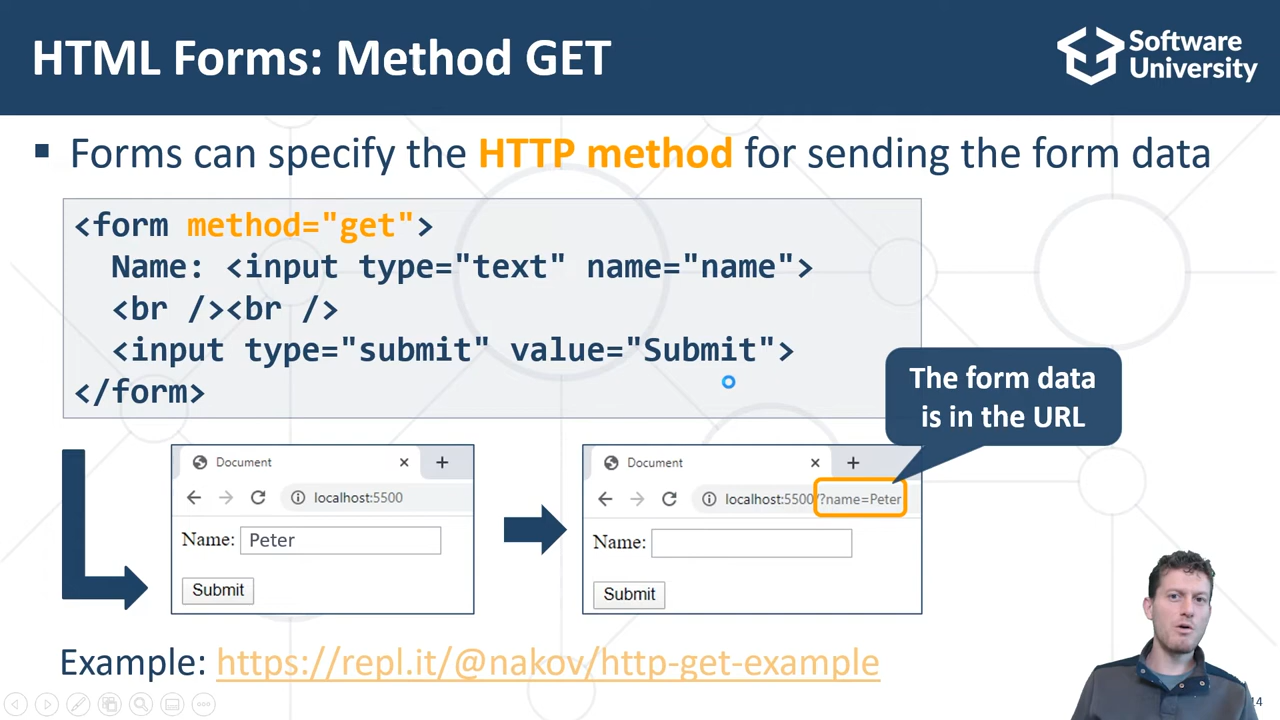 HTML Forms: Method GET
Software
University
▪ Forms can specify the HTTP method for sending the form data
<form method="get">
Name: <input type="text" name="name">
<br /><br />
<input type="submit" value="Submit">
</form>
The form data
is in the URL
Document
localhost:5500
Name: Peter
Submit
Document
localhost:5500/?name=Peter
Name:
Submit
Example: https://repl.it/@nakov/http-get-example
14